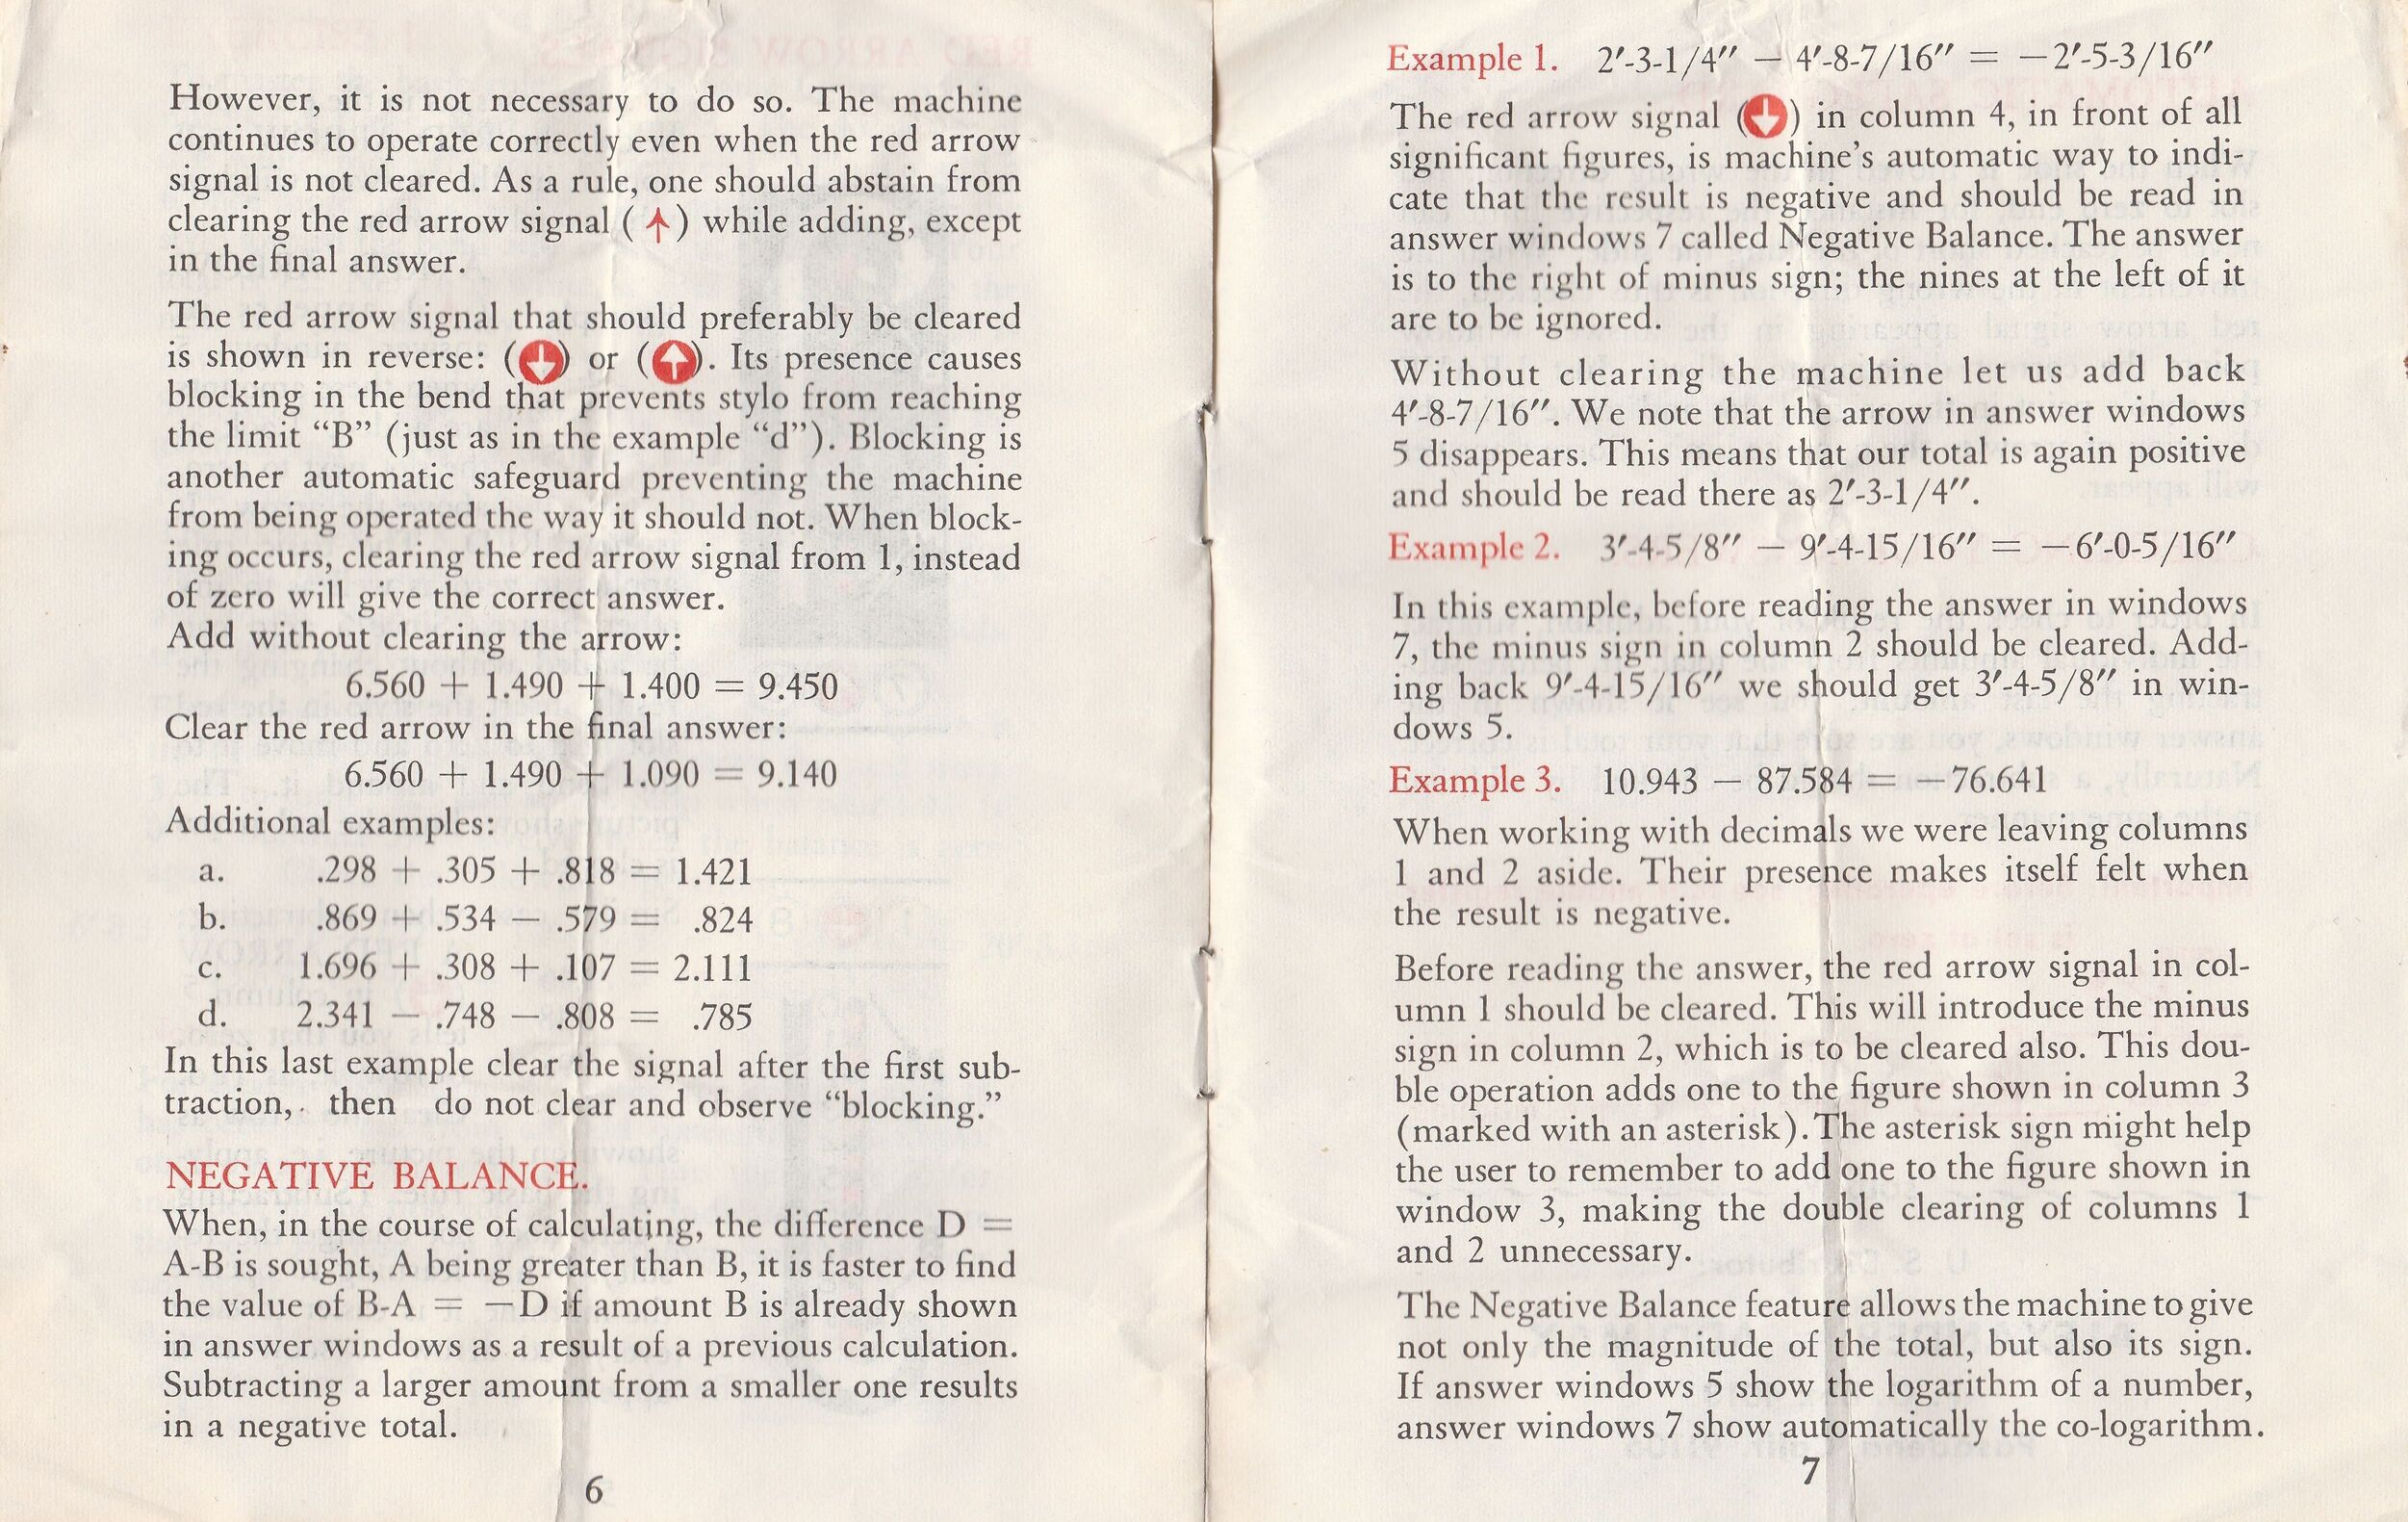 However, it is not necessary to do so. The machine
continues to operate correctly even when the red arrow
signal is not cleared. As a rule, one should abstain from
clearing the red arrow signal (↑) while adding, except
in the final answer.
The red arrow signal that should preferably be cleared
is shown in reverse: (↓) or (↑). Its presence causes
blocking in the bend that prevents stylo from reaching
the limit “B” (just as in the example “d”). Blocking is
another automatic safeguard preventing the machine
from being operated the way it should not. When block-
ing occurs, clearing the red arrow signal from 1, instead
of zero will give the correct answer.
Add without clearing the arrow:
6.560 + 1.490 + 1.400 = 9.450
Clear the red arrow in the final answer:
6.560 + 1.490 + 1.090 = 9.140
Additional examples:
a. .298 + .305 + .818 = 1.421
b. .869 + .534 — .579 = .824
c. 1.696 + .308 + .107 = 2.111
d. 2.341 — .748 — .808 = .785
In this last example clear the signal after the first sub-
traction, then do not clear and observe “blocking.”
NEGATIVE BALANCE.
When, in the course of calculating, the difference D =
A-B is sought, A being greater than B, it is faster to find
the value of B-A = —D if amount B is already shown
in answer windows as a result of a previous calculation.
Subtracting a larger amount from a smaller one results
in a negative total.
6
Example 1. 2′-3-1/4″ — 4′-8-7/16″ = —2′-5-3/16″
The red arrow signal (↓) in column 4, in front of all
significant figures, is machine’s automatic way to indi-
cate that the result is negative and should be read in
answer windows 7 called Negative Balance. The answer
is to the right of minus sign; the nines at the left of it
are to be ignored.
Without clearing the machine let us add back
4′-8-7/16″. We note that the arrow in answer windows
5 disappears. This means that our total is again positive
and should be read there as 2′-3-1/4″.
Example 2. 3′-4-5/8″ — 9′-4-15/16″ = —6′-0-5/16″
In this example, before reading the answer in windows
7, the minus sign in column 2 should be cleared. Add-
ing back 9′-4-15/16″ we should get 3′-4-5/8″ in win-
dows 5.
Example 3. 10.943 — 87.584 = —76.641
When working with decimals we were leaving columns
1 and 2 aside. Their presence makes itself felt when
the result is negative.
Before reading the answer, the red arrow signal in col-
umn 1 should be cleared. This will introduce the minus
sign in column 2, which is to be cleared also. This dou-
ble operation adds one to the figure shown in column 3
(marked with an asterisk). The asterisk sign might help
the user to remember to add one to the figure shown in
window 3, making the double clearing of columns 1
and 2 unnecessary.
The Negative Balance feature allows the machine to give
not only the magnitude of the total, but also its sign.
If answer windows 5 show the logarithm of a number,
answer windows 7 show automatically the co-logarithm.
7